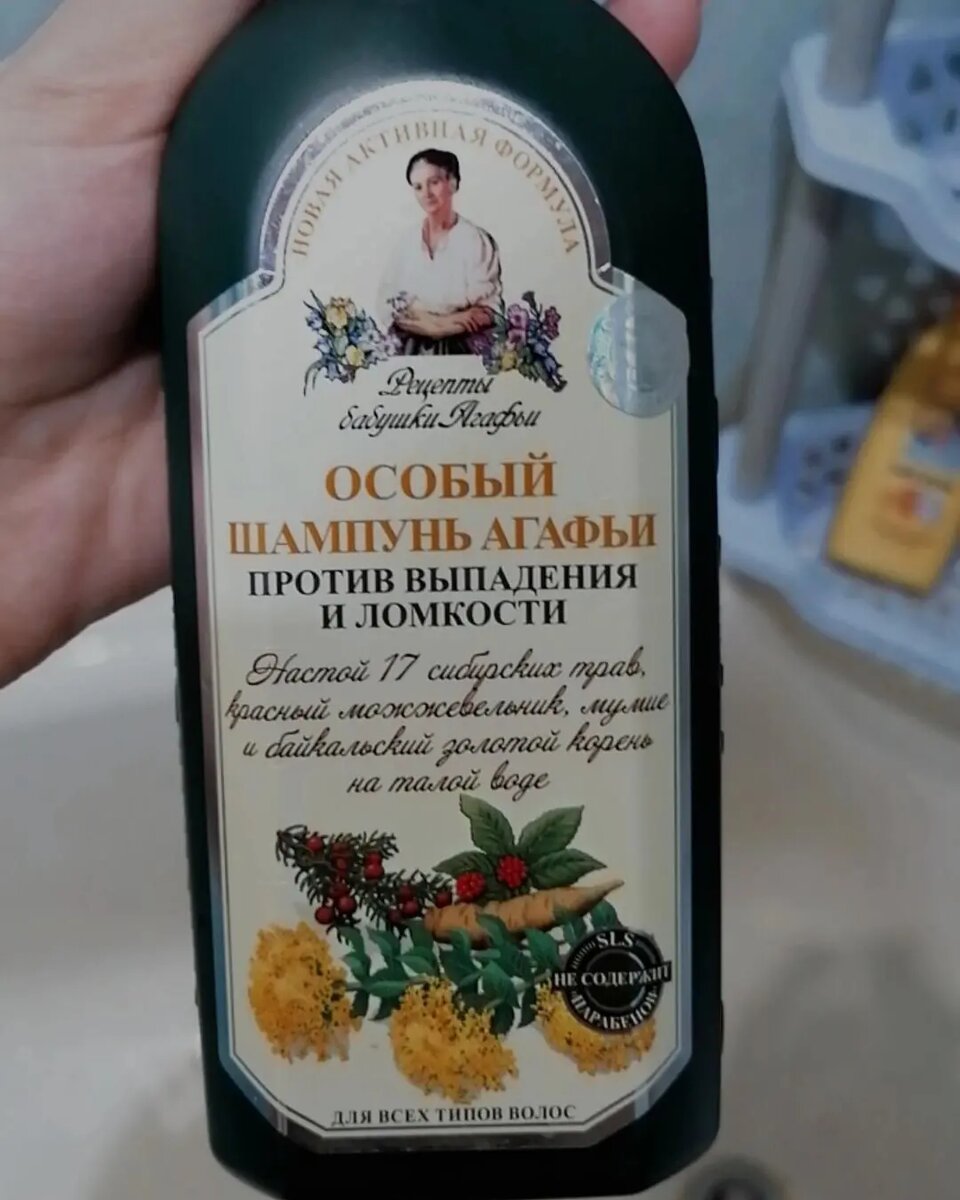 НОВАЯ АКТИВНАЯ ФОРМУЛА
Рецепты
бабушки Агафьи
ОСОБЫЙ
ШАМПУНЬ АГАФЬИ
ПРОТИВ ВЫПАДЕНИЯ
И ЛОМКОСТИ
Настой 17 сибирских трав,
красный можжевельник, мумие
и байкальский золотой корень
на талой воде
SLS
НЕ СОДЕРЖИТ
ПАРАБЕНОВ
ДЛЯ ВСЕХ ТИПОВ ВОЛОС